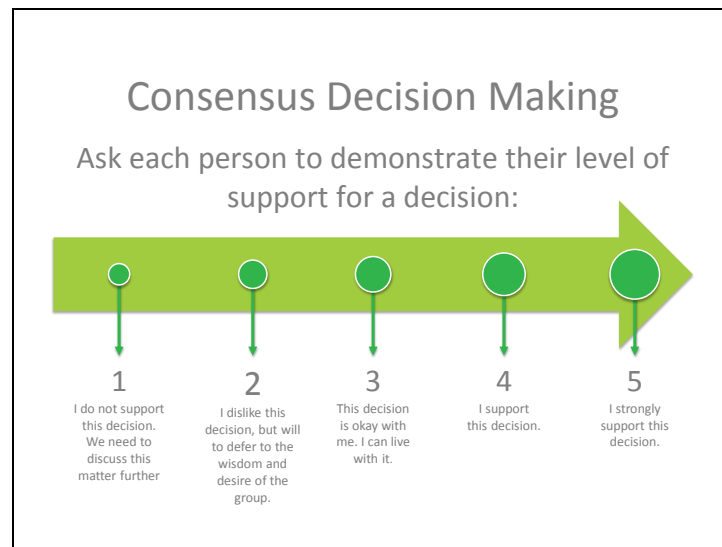 Consensus Decision Making
Ask each person to demonstrate their level of
support for a decision:
1
I do not support
this decision.
We need to
discuss this
matter further
2
I dislike this
decision, but will
to defer to the
wisdom and
desire of the
group.
3
This decision
is okay with
me. I can live
with it.
4
I support
this decision.
5
I strongly
support this
decision.